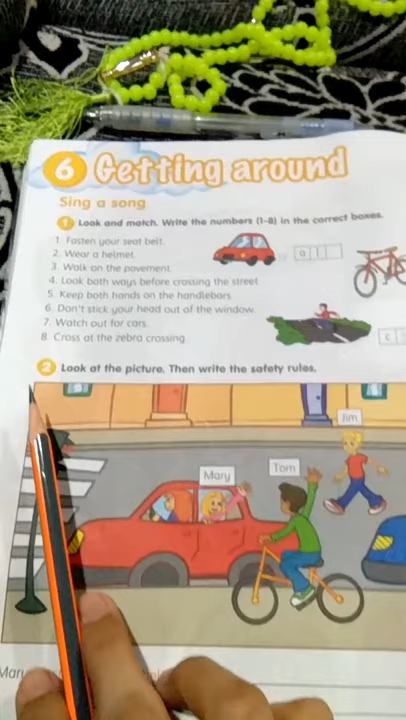 6 Getting around
Sing a song
1 Look and match. Write the numbers (1-8) in the correct boxes.
1. Fasten your seat belt.
2. Wear a helmet.
3. Walk on the pavement.
4. Look both ways before crossing the street.
5. Keep both hands on the handlebars.
6. Don't stick your head out of the window.
7. Watch out for cars.
8. Cross at the zebra crossing.
a 1
c
2 Look at the picture. Then write the safety rules.
Jim
Tom
Mary
Mary